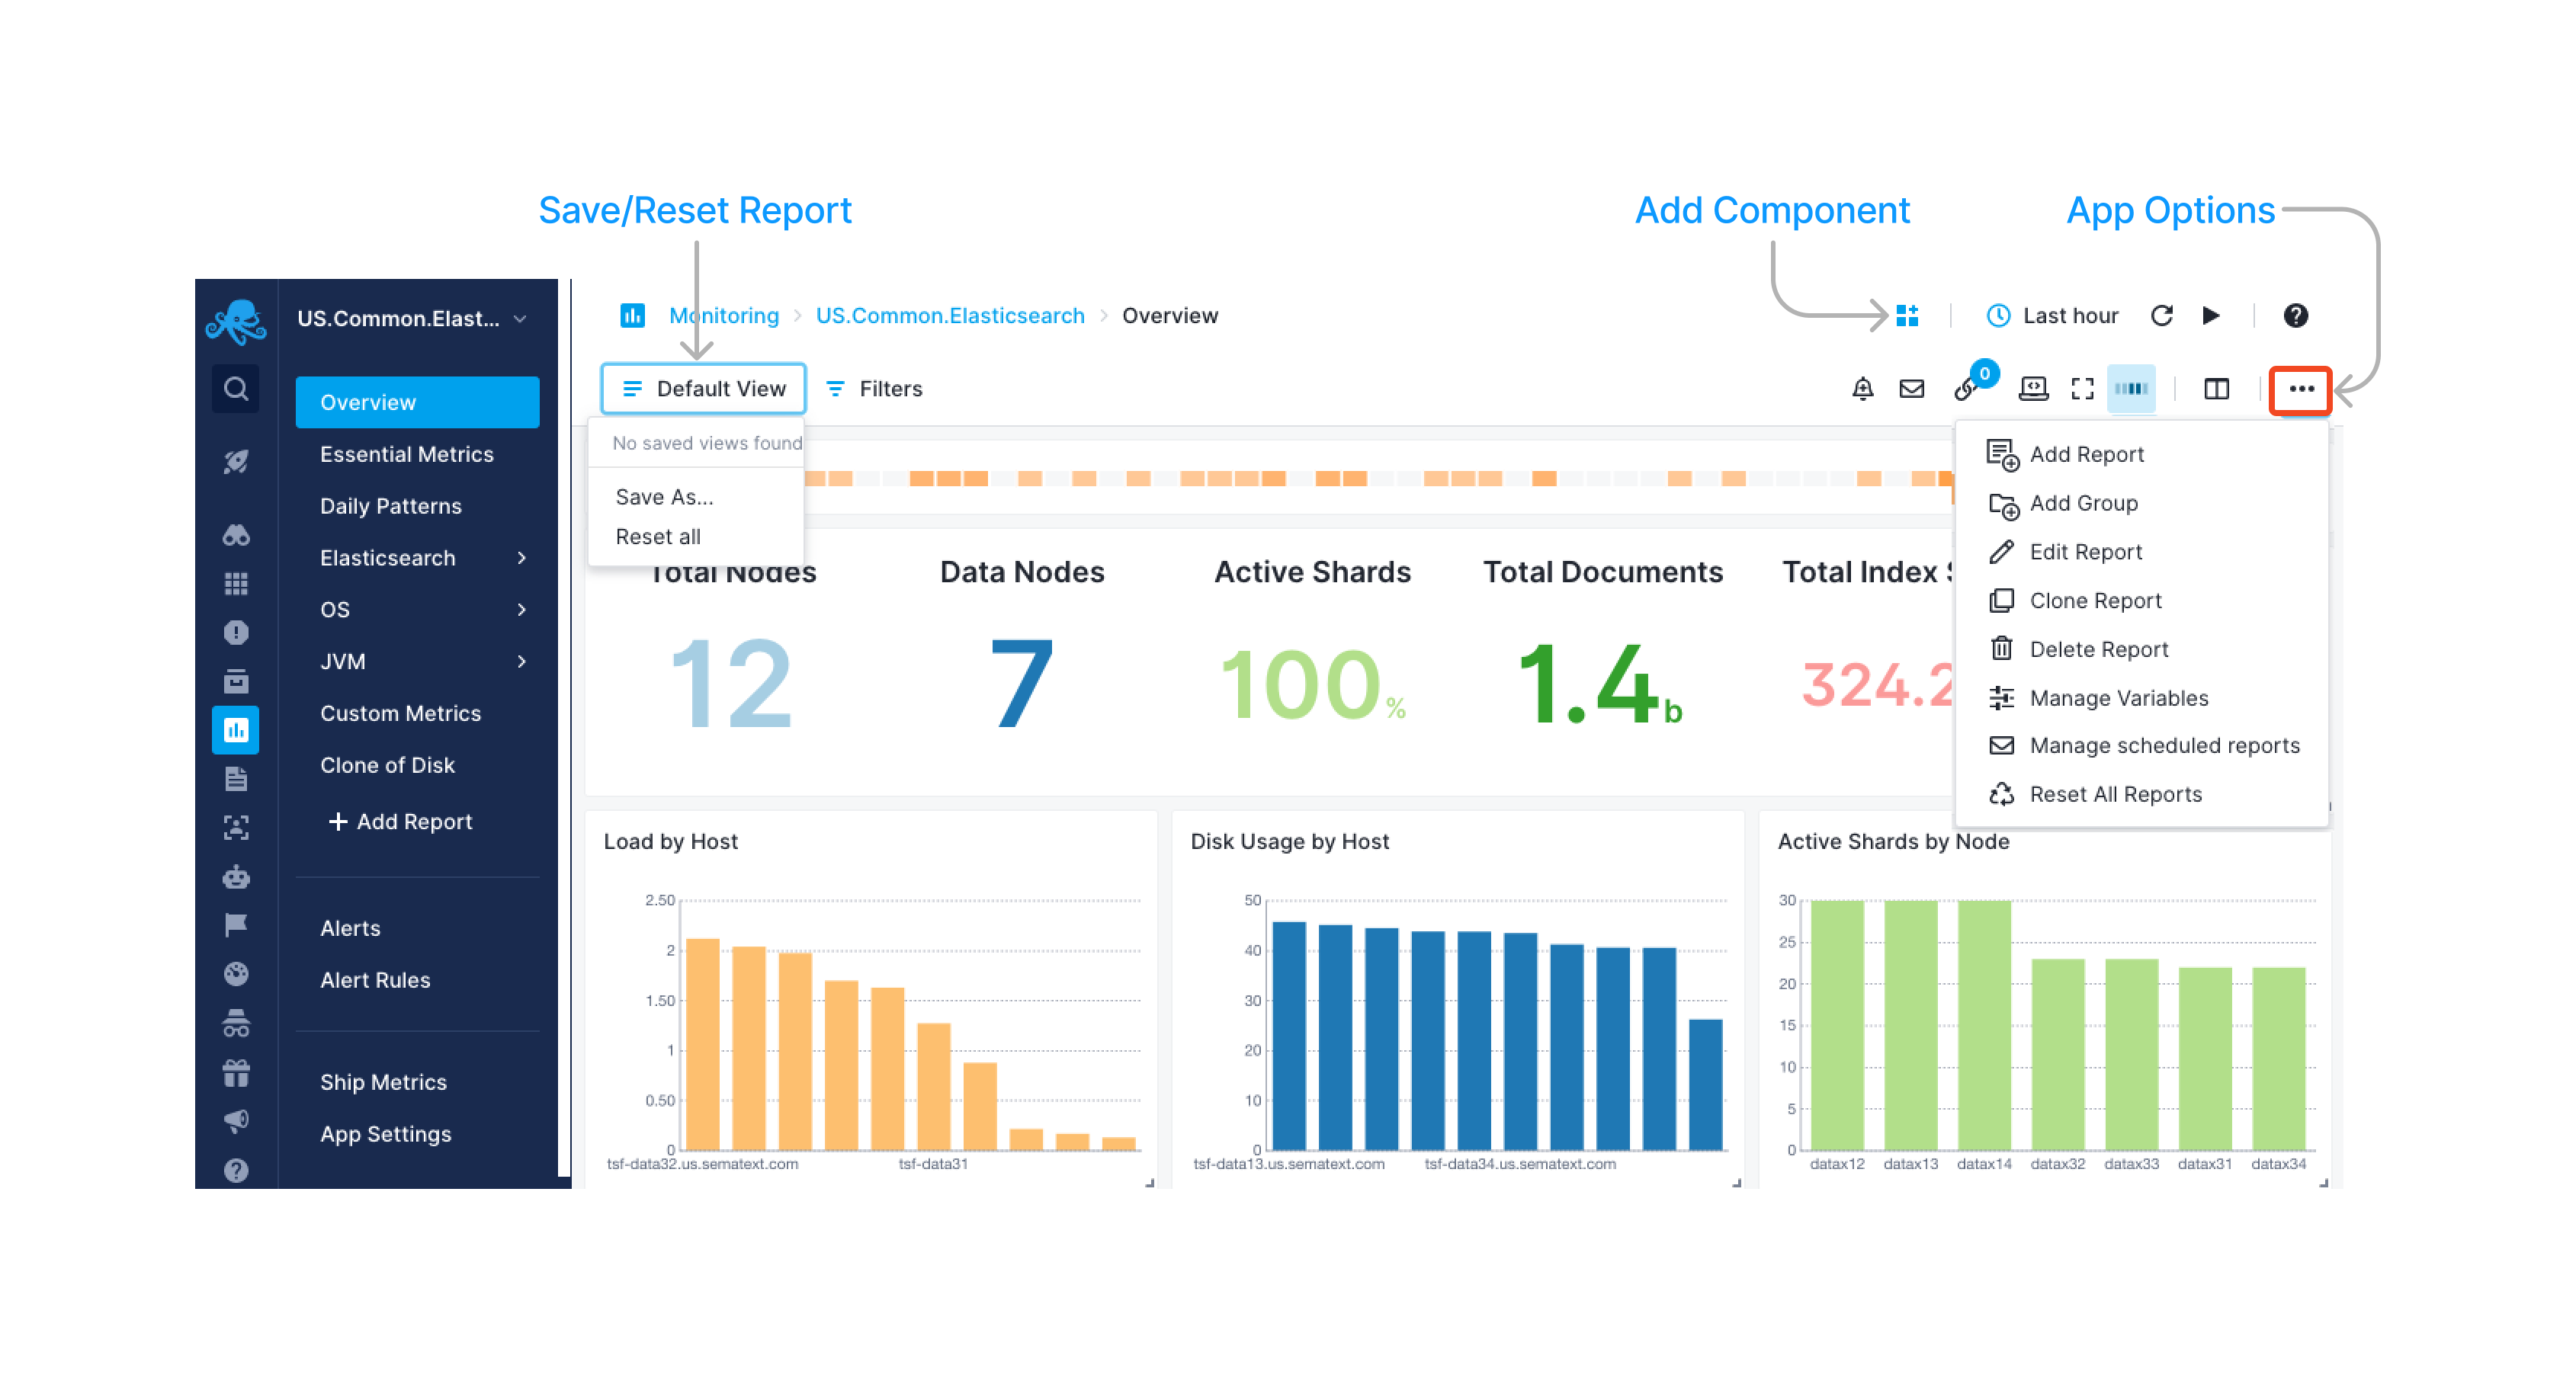 Save/Reset Report
Add Component
App Options
US.Common.Elast...
Overview
Essential Metrics
Daily Patterns
Elasticsearch
OS
JVM
Custom Metrics
Clone of Disk
+ Add Report
Alerts
Alert Rules
Ship Metrics
App Settings
Monitoring > US.Common.Elasticsearch > Overview
Last hour
Default View
Filters
0
No saved views found
Save As...
Reset all
Add Report
Add Group
Edit Report
Clone Report
Delete Report
Manage Variables
Manage scheduled reports
Reset All Reports
Total Nodes
12
Data Nodes
7
Active Shards
100%
Total Documents
1.4b
Total Index
324.2
Load by Host
2.50
2
1.50
1
0.50
0
tsf-data32.us.sematext.com
tsf-data31
Disk Usage by Host
50
40
30
20
10
0
tsf-data13.us.sematext.com
tsf-data34.us.sematext.com
Active Shards by Node
30
25
20
15
10
5
0
datax12 datax13 datax14 datax32 datax33 datax31 datax34